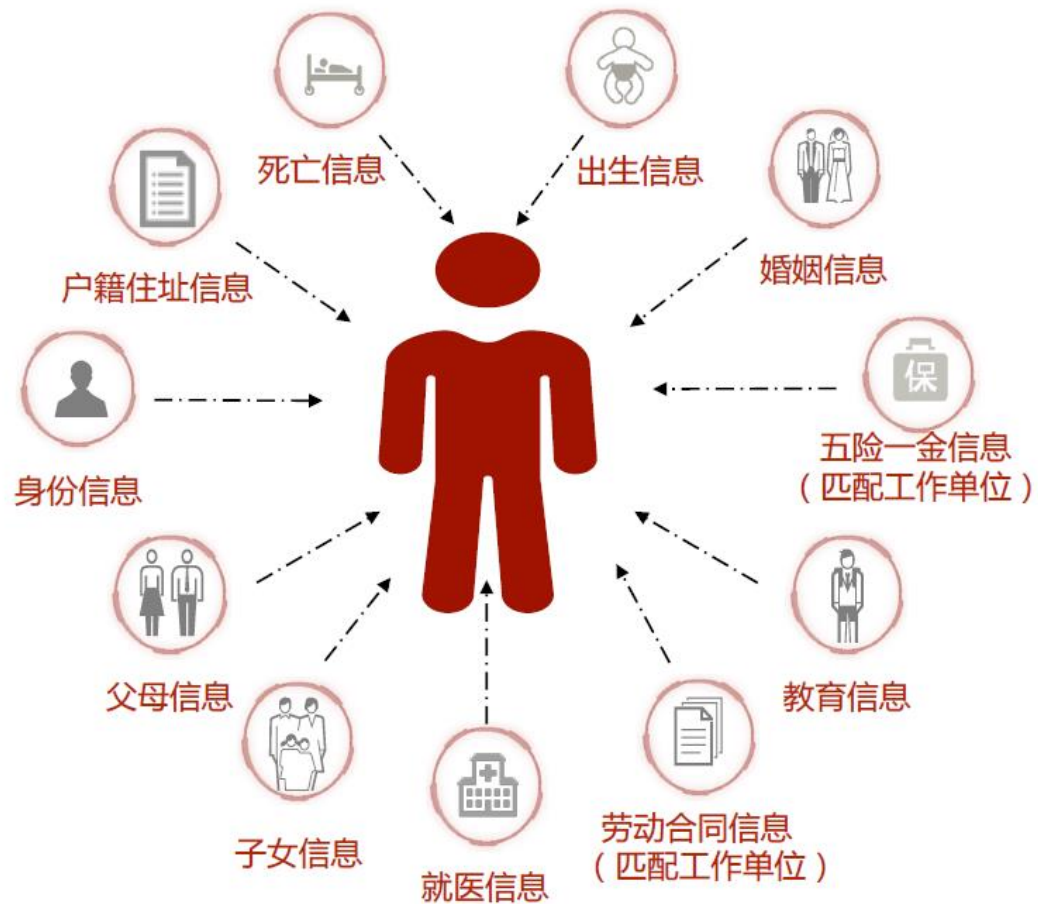 死亡信息
出生信息
户籍住址信息
婚姻信息
保
五险一金信息
（匹配工作单位）
身份信息
父母信息
教育信息
子女信息
劳动合同信息
（匹配工作单位）
就医信息